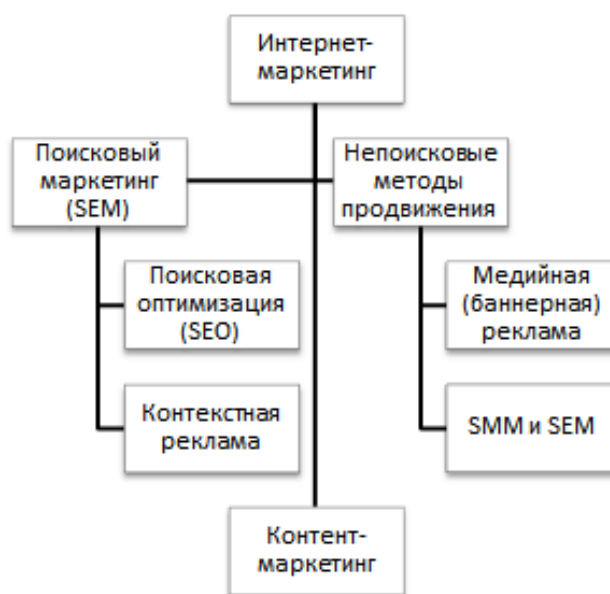 Интернет-
маркетинг
Поисковый
маркетинг
(SEM)
Непоисковые
методы
продвижения
Поисковая
оптимизация
(SEO)
Медийная
(баннерная)
реклама
Контекстная
реклама
SMM и SEM
Контент-
маркетинг